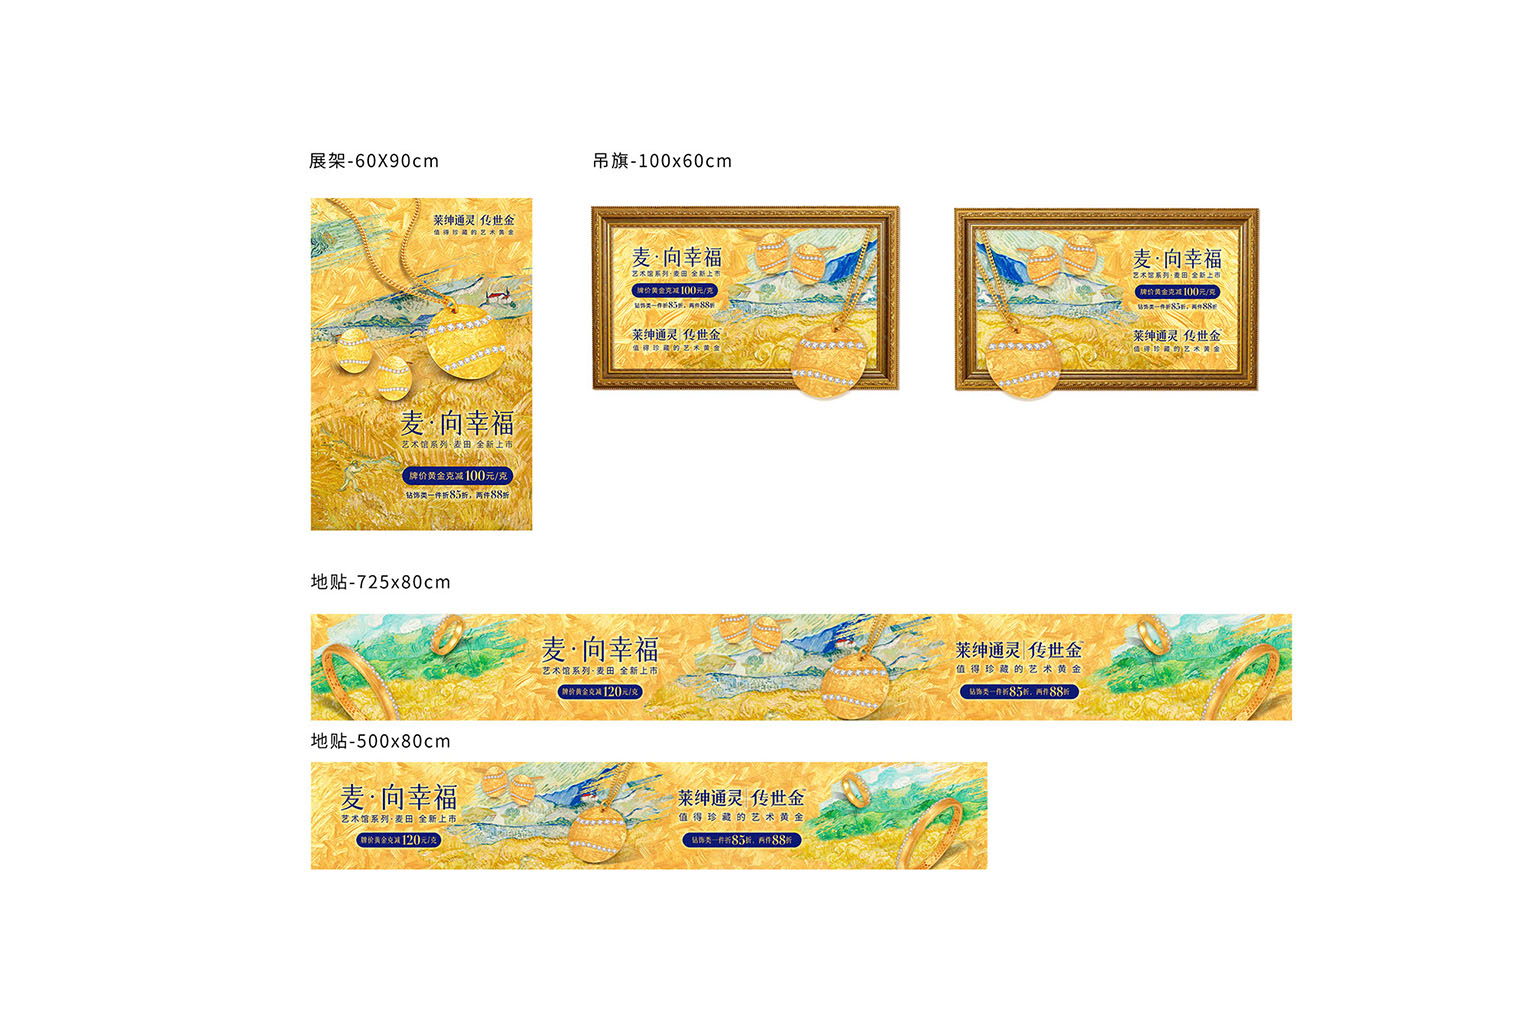 展架-60X90cm
莱绅通灵|传世金
值得珍藏的艺术黄金
麦·向幸福
艺术馆系列·麦田 全新上市
牌价黄金克减100元/克
钻饰类一件折85折，两件88折
吊旗-100x60cm
麦·向幸福
艺术馆系列·麦田 全新上市
牌价黄金克减100元/克
钻饰类一件折85折，两件88折
莱绅通灵|传世金
值得珍藏的艺术黄金
麦·向幸福
艺术馆系列·麦田 全新上市
牌价黄金克减100元/克
钻饰类一件折85折，两件88折
莱绅通灵|传世金
值得珍藏的艺术黄金
地贴-725x80cm
麦·向幸福
艺术馆系列·麦田 全新上市
牌价黄金克减120元/克
莱绅通灵|传世金
值得珍藏的艺术黄金
钻饰类一件折85折，两件88折
地贴-500x80cm
麦·向幸福
艺术馆系列·麦田 全新上市
牌价黄金克减120元/克
莱绅通灵|传世金
值得珍藏的艺术黄金
钻饰类一件折85折，两件88折